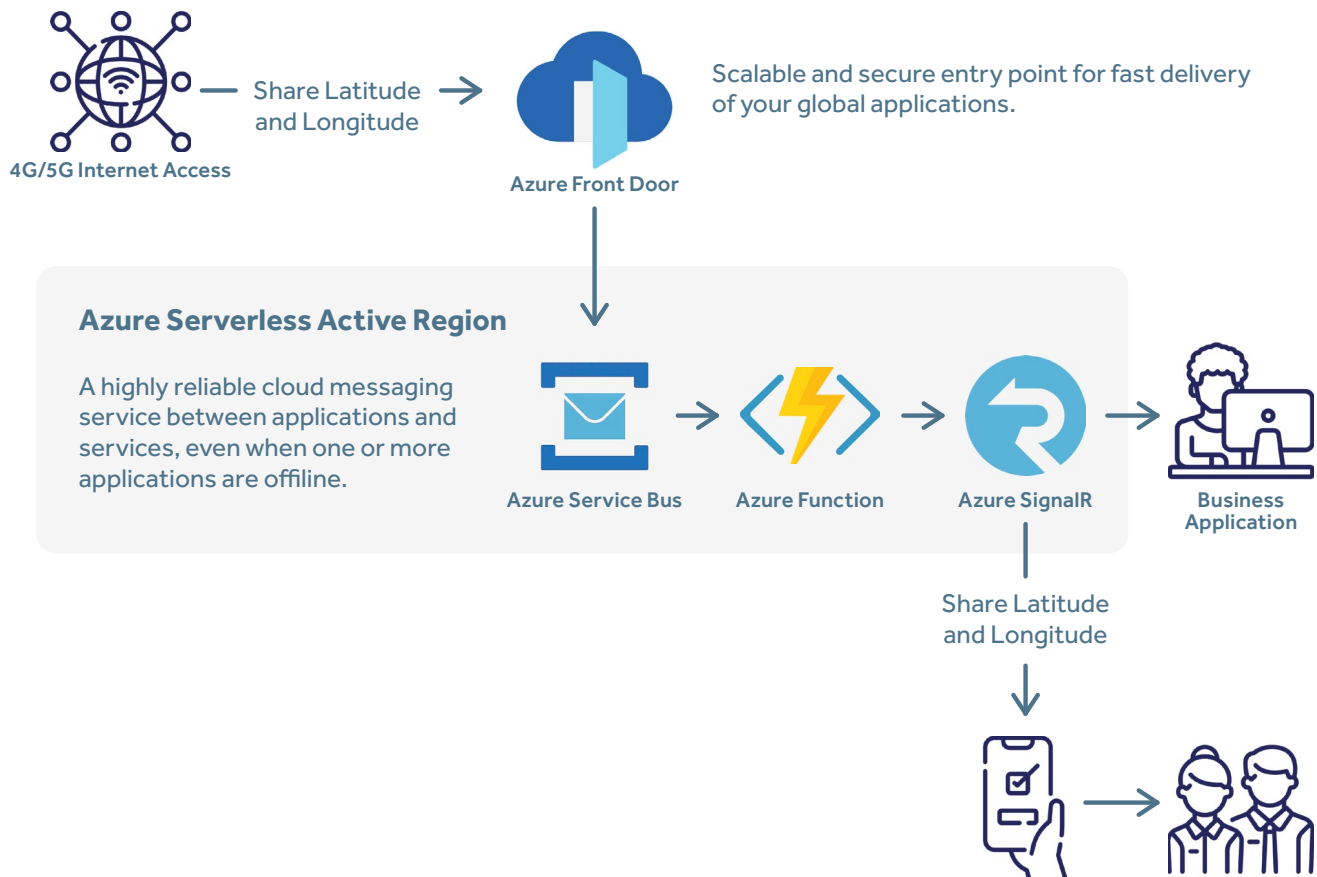 Share Latitude
and Longitude
Scalable and secure entry point for fast delivery
of your global applications.
4G/5G Internet Access
Azure Front Door
Azure Serverless Active Region
A highly reliable cloud messaging
service between applications and
services, even when one or more
applications are offiline.
Azure Service Bus
Azure Function
Azure SignalR
Business
Application
Share Latitude
and Longitude